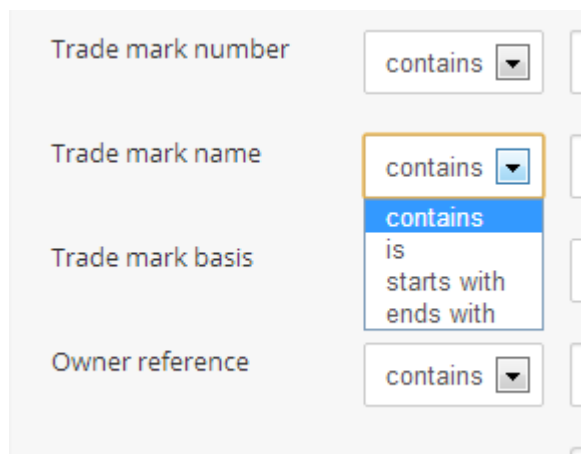 Trade mark number contains
Trade mark name contains
contains
is
Trade mark basis
starts with
ends with
Owner reference contains